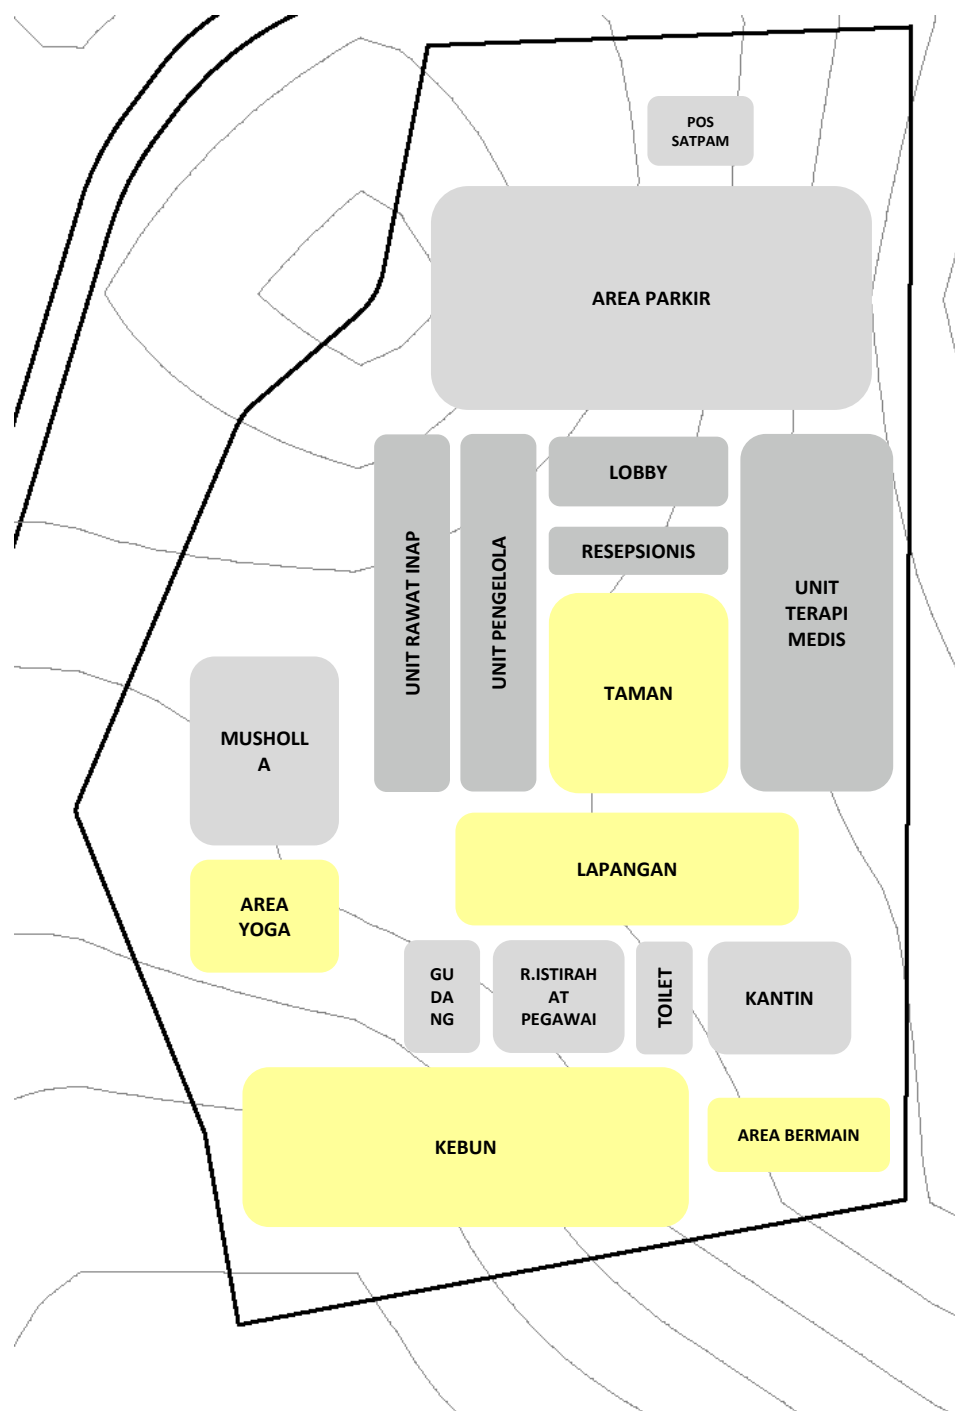 POS
SATPAM
AREA PARKIR
UNIT RAWAT INAP
UNIT PENGELOLA
LOBBY
RESEPSIONIS
UNIT
TERAPI
MEDIS
TAMAN
MUSHOLL
A
LAPANGAN
AREA
YOGA
GU
DA
NG
R.ISTIRAH
AT
PEGAWAI
TOILET
KANTIN
KEBUN
AREA BERMAIN